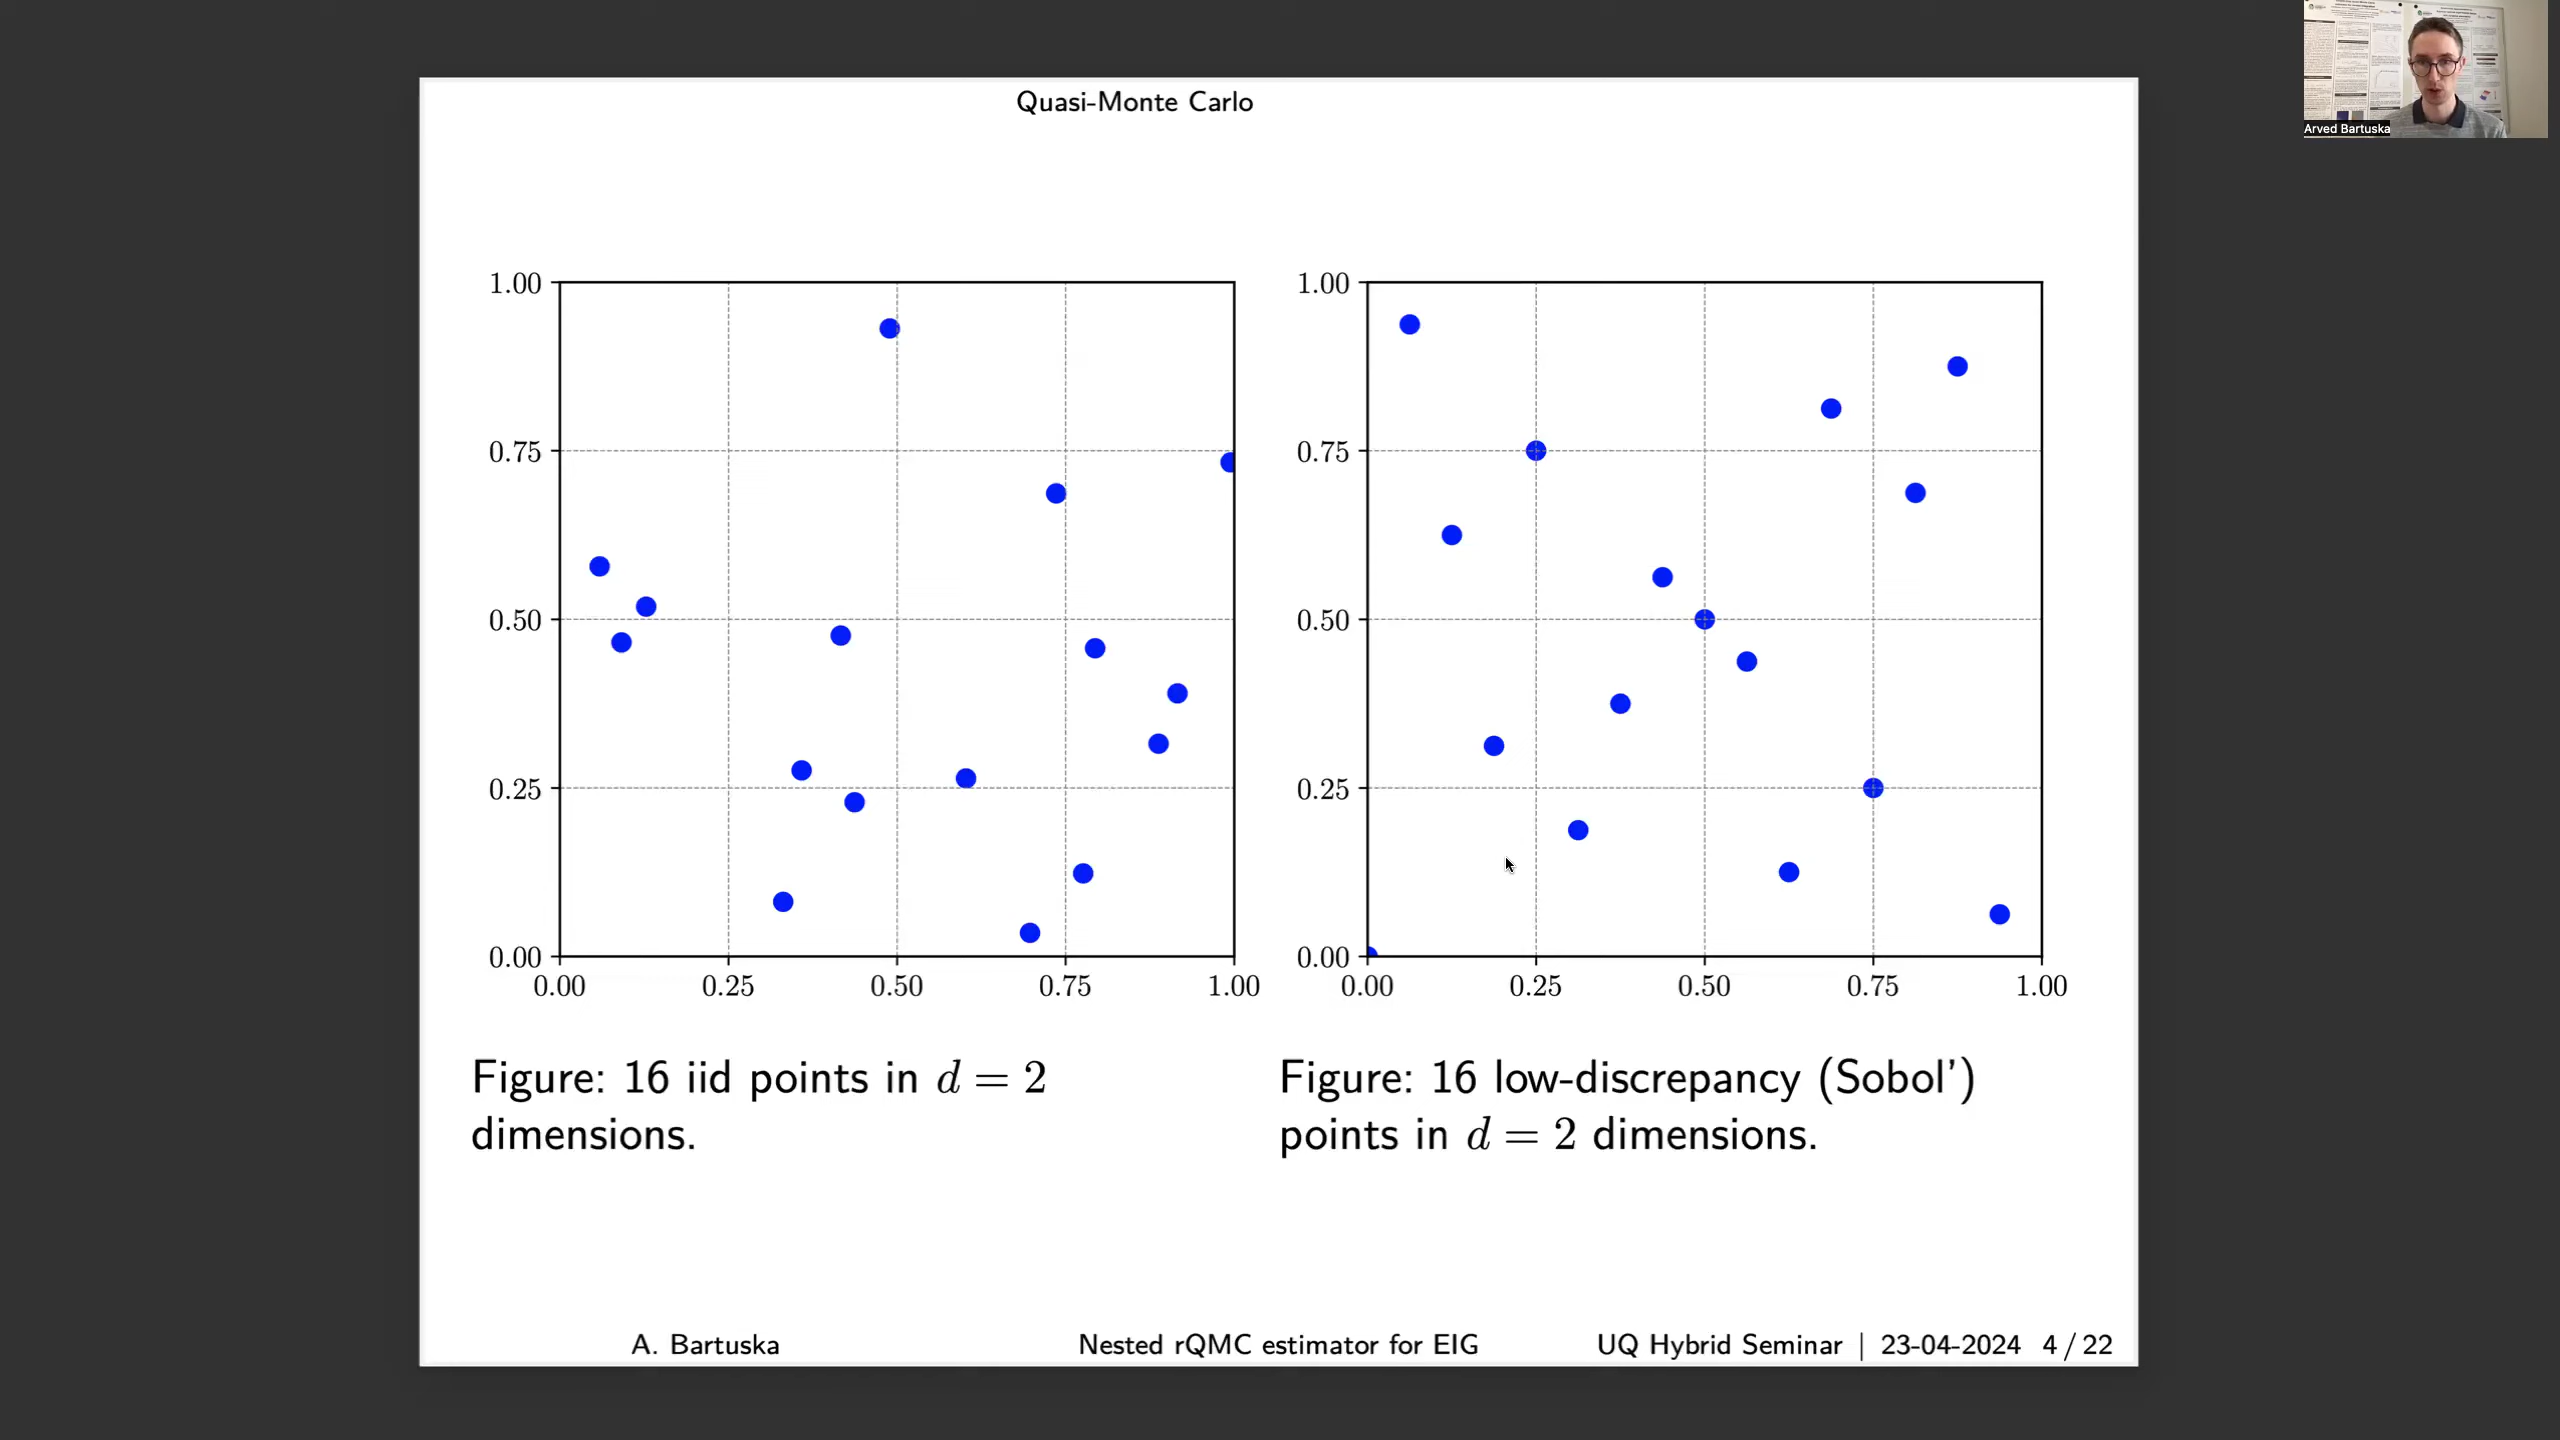 Quasi-Monte Carlo
Arved Bartuska
1.00
0.75
0.50
0.25
0.00
0.00 0.25 0.50 0.75 1.00
1.00
0.75
0.50
0.25
0.00
0.00 0.25 0.50 0.75 1.00
Figure: 16 iid points in d = 2
dimensions.
Figure: 16 low-discrepancy (Sobol')
points in d = 2 dimensions.
A. Bartuska Nested rQMC estimator for EIG UQ Hybrid Seminar | 23-04-2024 4 / 22